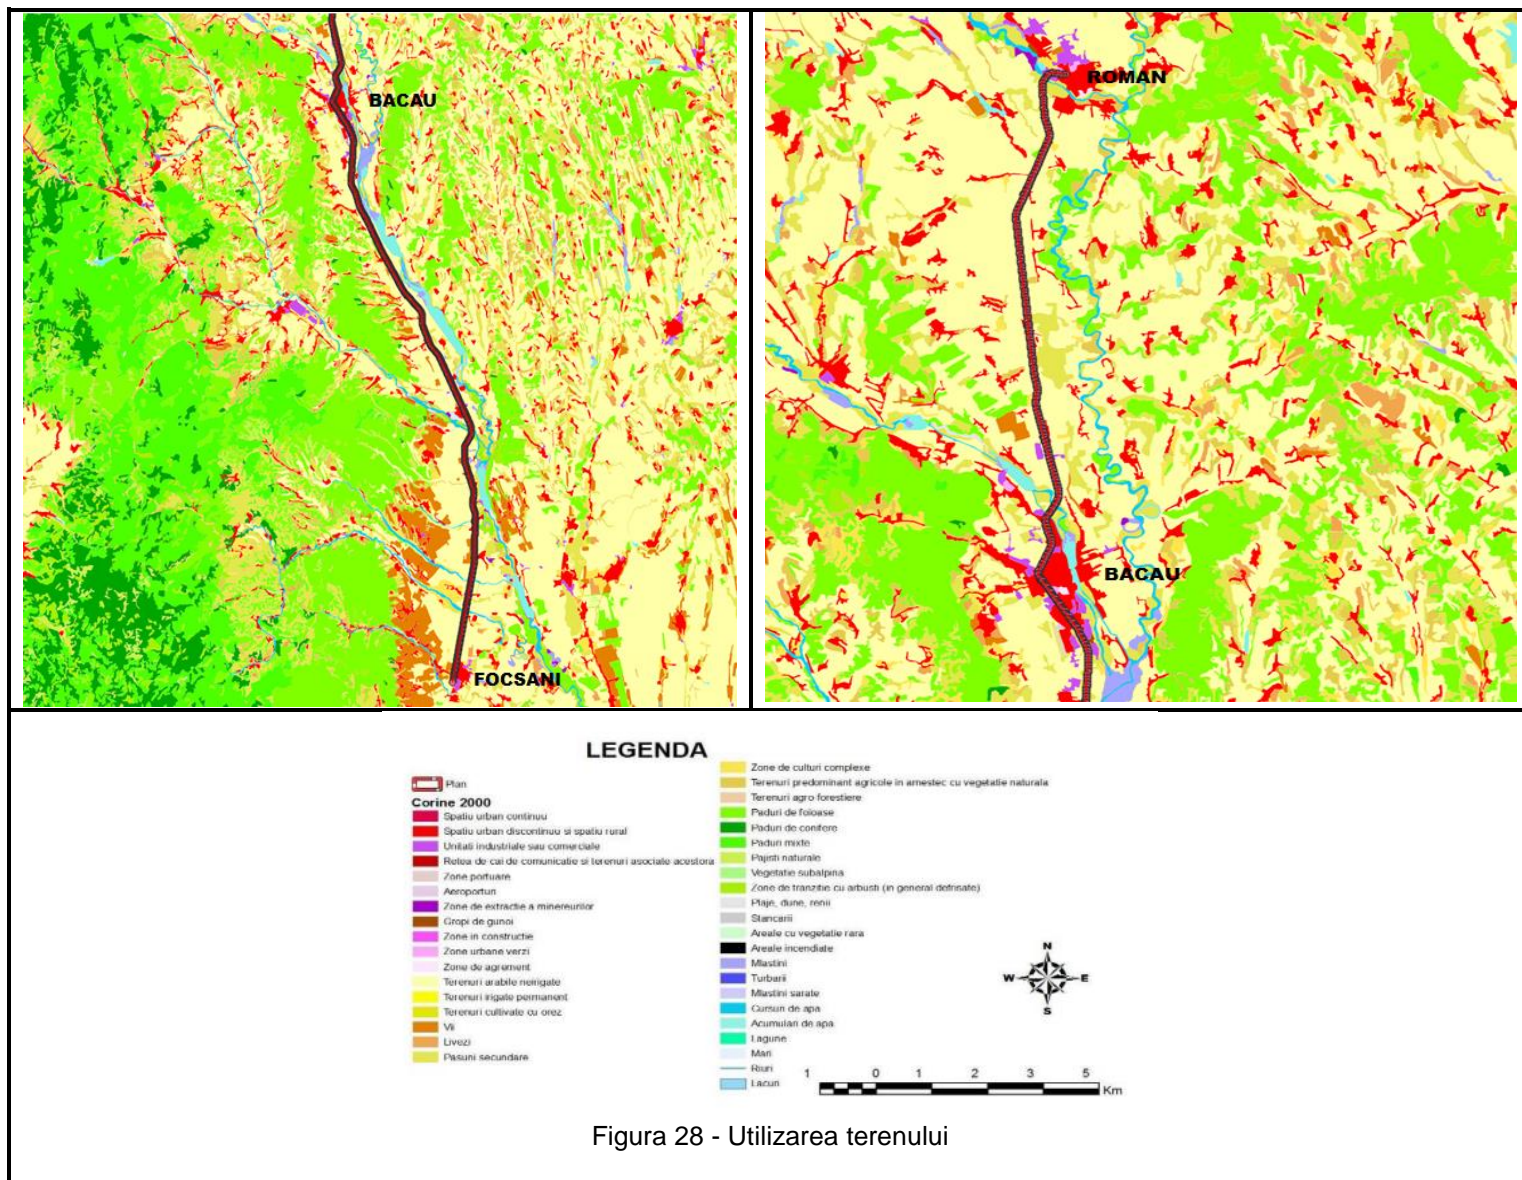 BACAU
FOCSANI
ROMAN
BACAU
LEGENDA
Plan
Corine 2000
Spatiu urban continuu
Spatiu urban discontinuu si spatiu rural
Unitati industriale sau comerciale
Retea de cai de comunicatie si terenuri asociate acestora
Zone portuare
Aeroporturi
Zone de extractie a minereurilor
Gropi de gunoi
Zone in constructie
Zone urbane verzi
Zone de agrement
Terenuri arabile neirigate
Terenuri irigate permanent
Terenuri cultivate cu orez
Vii
Livezi
Pasuni secundare
Zone de culturi complexe
Terenuri predominant agricole in amestec cu vegetatie naturala
Terenuri agro forestiere
Paduri de foioase
Paduri de conifere
Paduri mixte
Pajisti naturale
Vegetatie subalpina
Zone de tranzitie cu arbusti (in general defrisate)
Plaje, dune, renii
Stancarii
Areale cu vegetatie rara
Areale incendiate
Mlastini
Turbarii
Mlastini sarate
Cursuri de apa
Acumulari de apa
Lagune
Mari
Riuri
Lacuri
N
W E
S
1 0 1 2 3 5
Km
Figura 28 - Utilizarea terenului